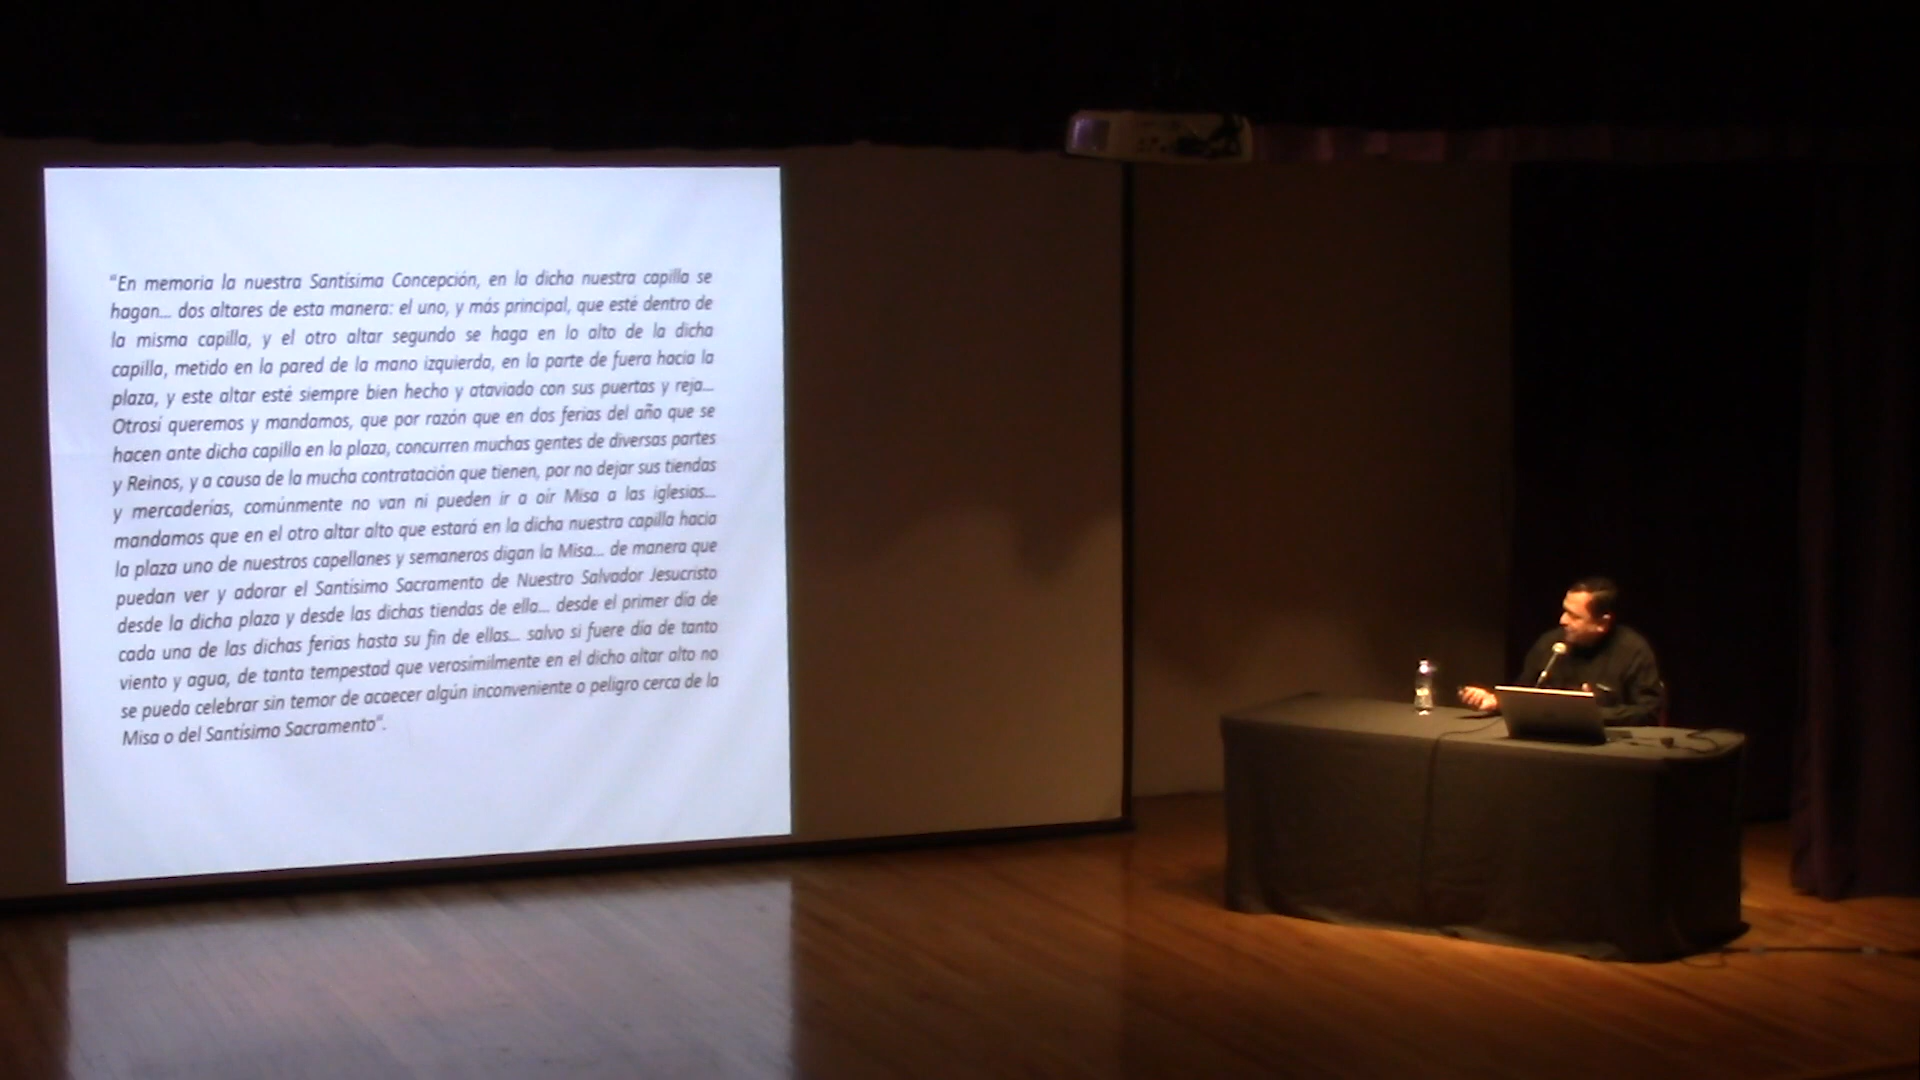 “En memoria la nuestra Santísima Concepción, en la dicha nuestra capilla se
hagan... dos altares de esta manera: el uno, y más principal, que esté dentro de
la misma capilla, y el otro altar segundo se haga en lo alto de la dicha
capilla, metido en la pared de la mano izquierda, en la parte de fuera hacia la
plaza, y este altar esté siempre bien hecho y ataviado con sus puertas y reja...
Otrosí queremos y mandamos, que por razón que en dos ferias del año que se
hacen ante dicha capilla en la plaza, concurren muchas gentes de diversas partes
y Reinos, y a causa de la mucha contratación que tienen, por no dejar sus tiendas
y mercaderías, comúnmente no van ni pueden ir a oír Misa a las iglesias...
mandamos que en el otro altar alto que estará en la dicha nuestra capilla hacia
la plaza uno de nuestros capellanes y semaneros digan la Misa... de manera que
puedan ver y adorar el Santísimo Sacramento de Nuestro Salvador Jesucristo
desde la dicha plaza y desde las dichas tiendas de ella... desde el primer día de
cada una de las dichas ferias hasta su fin de ellas... salvo si fuere día de tanto
viento y agua, de tanta tempestad que verosímilmente en el dicho altar alto no
se pueda celebrar sin temor de acaecer algún inconveniente o peligro cerca de la
Misa o del Santísimo Sacramento”.